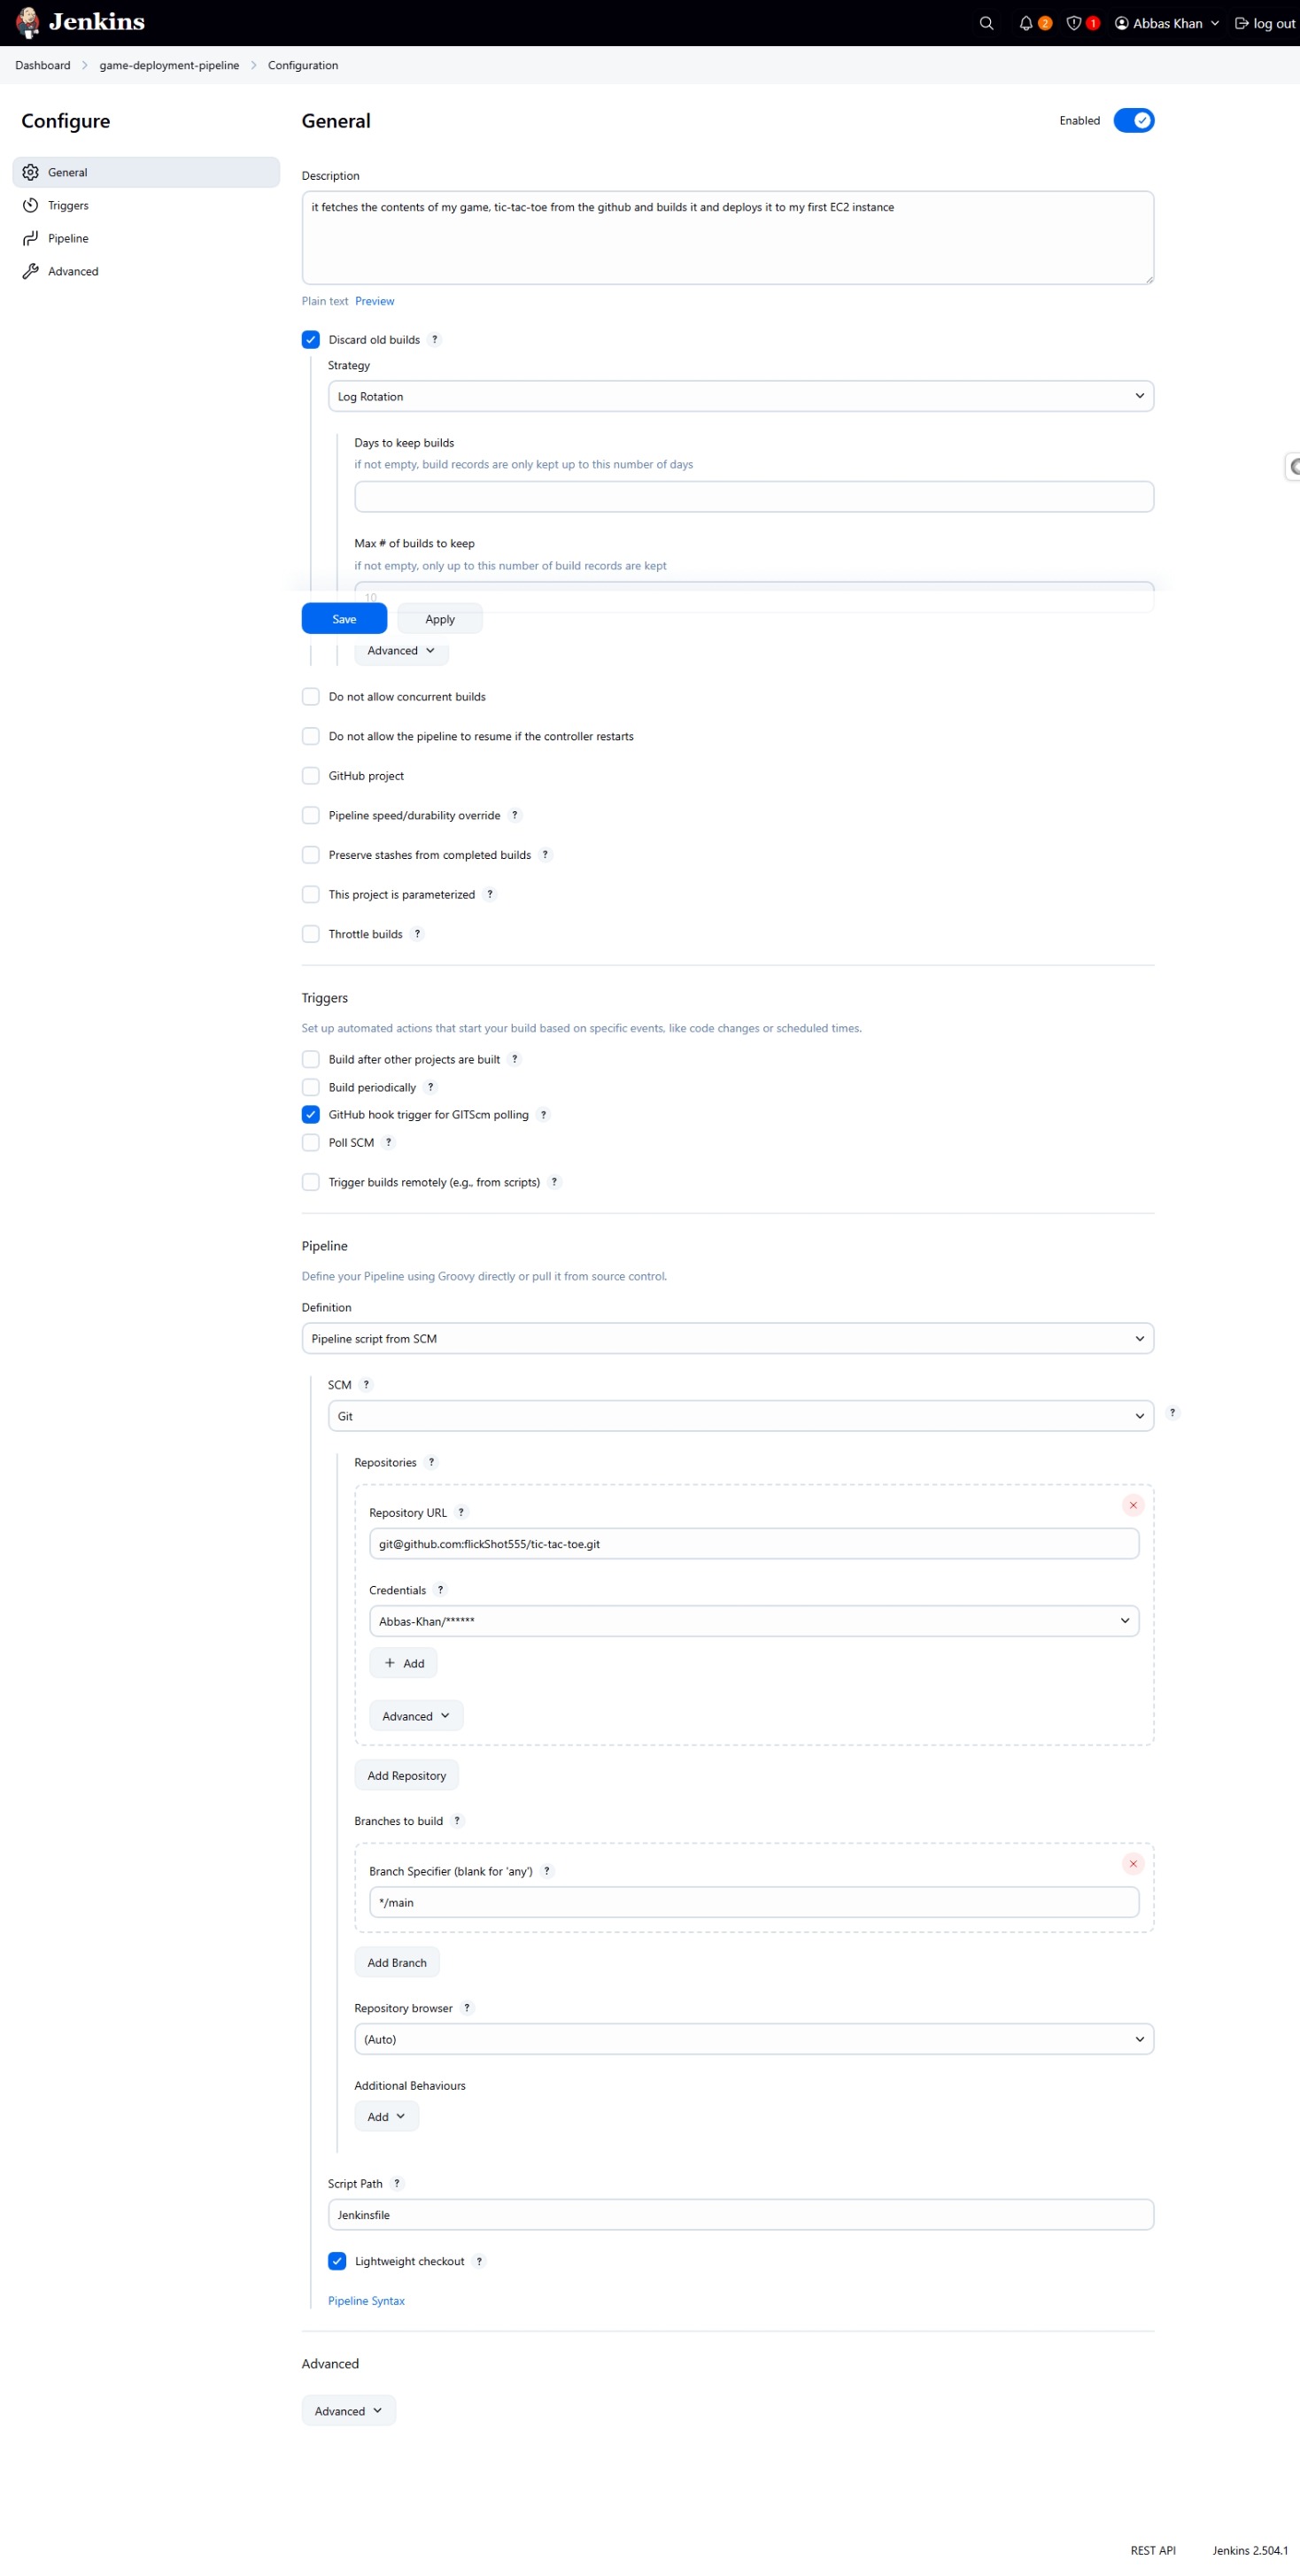 Jenkins
2
1
Abbas Khan
log out
Dashboard > game-deployment-pipeline > Configuration
Configure
General
Triggers
Pipeline
Advanced
General
Enabled
Description
it fetches the contents of my game, tic-tac-toe from the github and builds it and deploys it to my first EC2 instance
Plain text Preview
Discard old builds ?
Strategy
Log Rotation
Days to keep builds
if not empty, build records are only kept up to this number of days
Max # of builds to keep
if not empty, only up to this number of build records are kept
10
Save
Apply
Advanced
Do not allow concurrent builds
Do not allow the pipeline to resume if the controller restarts
GitHub project
Pipeline speed/durability override ?
Preserve stashes from completed builds ?
This project is parameterized ?
Throttle builds ?
Triggers
Set up automated actions that start your build based on specific events, like code changes or scheduled times.
Build after other projects are built ?
Build periodically ?
GitHub hook trigger for GITScm polling ?
Poll SCM ?
Trigger builds remotely (e.g., from scripts) ?
Pipeline
Define your Pipeline using Groovy directly or pull it from source control.
Definition
Pipeline script from SCM
SCM ?
Git
?
Repositories ?
Repository URL ?
git@github.com:flickShot555/tic-tac-toe.git
Credentials ?
Abbas-Khan/******
+ Add
Advanced
Add Repository
Branches to build ?
Branch Specifier (blank for 'any') ?
*/main
Add Branch
Repository browser ?
(Auto)
Additional Behaviours
Add
Script Path ?
Jenkinsfile
Lightweight checkout ?
Pipeline Syntax
Advanced
Advanced
REST API
Jenkins 2.504.1